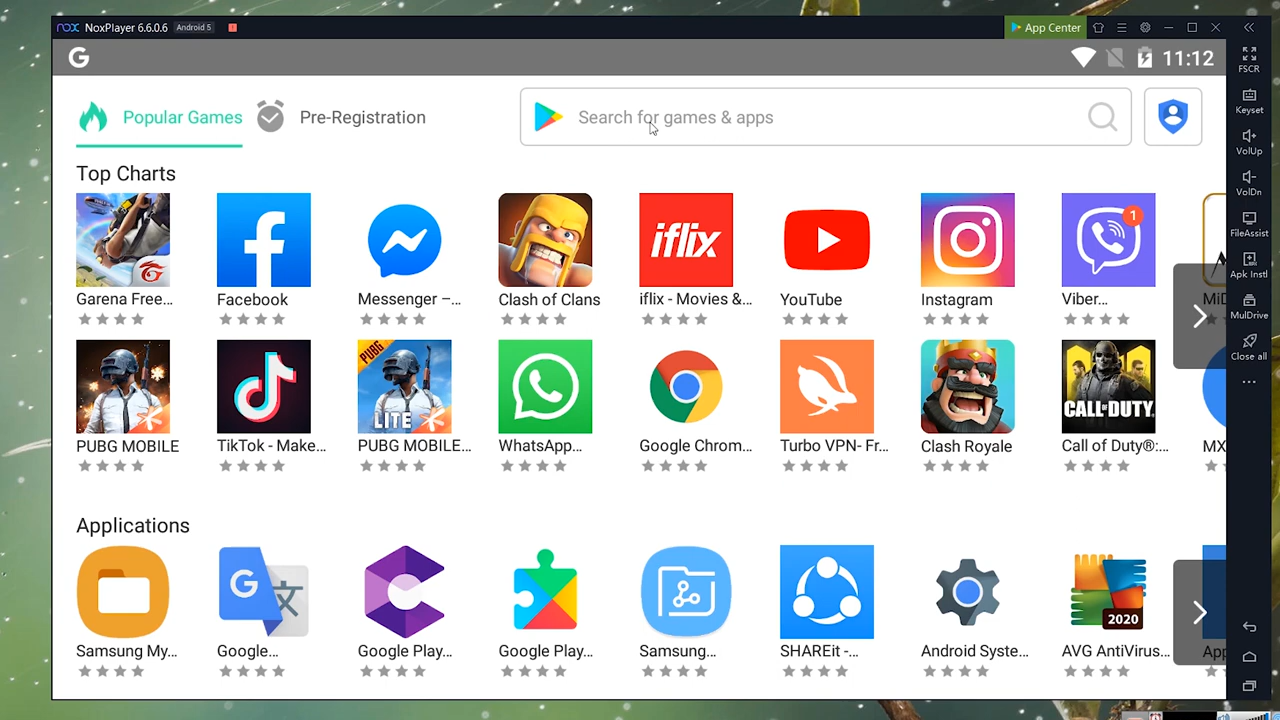 nox NoxPlayer 6.6.0.6 Android 5
App Center
11:12
Popular Games
Pre-Registration
Search for games & apps
Top Charts
iflix
1
Garena Free...
Facebook
Messenger –...
Clash of Clans
iflix - Movies &...
YouTube
Instagram
Viber...
PUBG
LITE
CALL OF DUTY
PUBG MOBILE
TikTok - Make...
PUBG MOBILE...
WhatsApp...
Google Chrom...
Turbo VPN- Fr...
Clash Royale
Call of Duty®:...
MX
Applications
2020
Samsung My...
Google...
Google Play...
Google Play...
Samsung...
SHAREit -...
Android Syste...
AVG AntiVirus...
FSCR
Keyset
VolUp
VolDn
FileAssist
Apk Instl
MulDrive
Close all